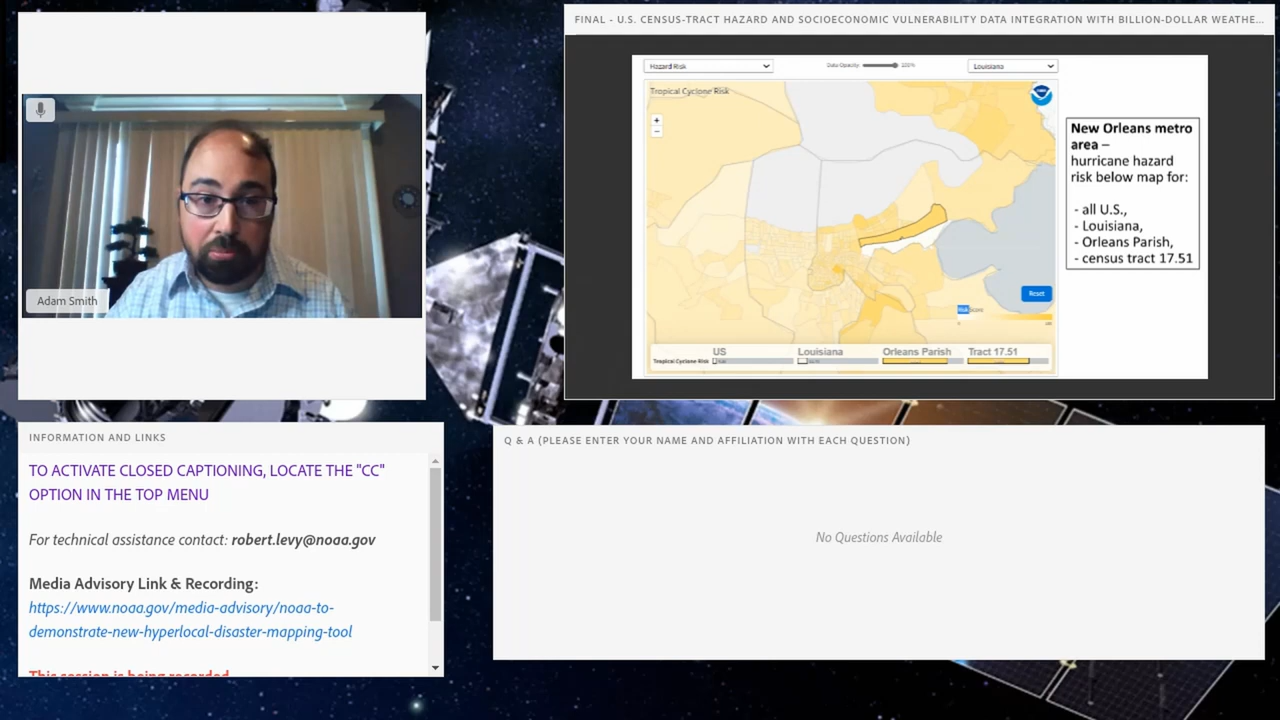 FINAL - U.S. CENSUS-TRACT HAZARD AND SOCIOECONOMIC VULNERABILITY DATA INTEGRATION WITH BILLION-DOLLAR WEATHE...
Adam Smith
Hazard Risk
Data Opacity
Louisiana
Tropical Cyclone Risk
+
−
Reset
US
Louisiana
Orleans Parish
Tract 17.51
Tropical Cyclone Risk
New Orleans metro
area –
hurricane hazard
risk below map for:
- all U.S.,
- Louisiana,
- Orleans Parish,
- census tract 17.51
INFORMATION AND LINKS
TO ACTIVATE CLOSED CAPTIONING, LOCATE THE "CC"
OPTION IN THE TOP MENU
For technical assistance contact: robert.levy@noaa.gov
Media Advisory Link & Recording:
https://www.noaa.gov/media-advisory/noaa-to-
demonstrate-new-hyperlocal-disaster-mapping-tool
This session is being recorded
Q & A (PLEASE ENTER YOUR NAME AND AFFILIATION WITH EACH QUESTION)
No Questions Available